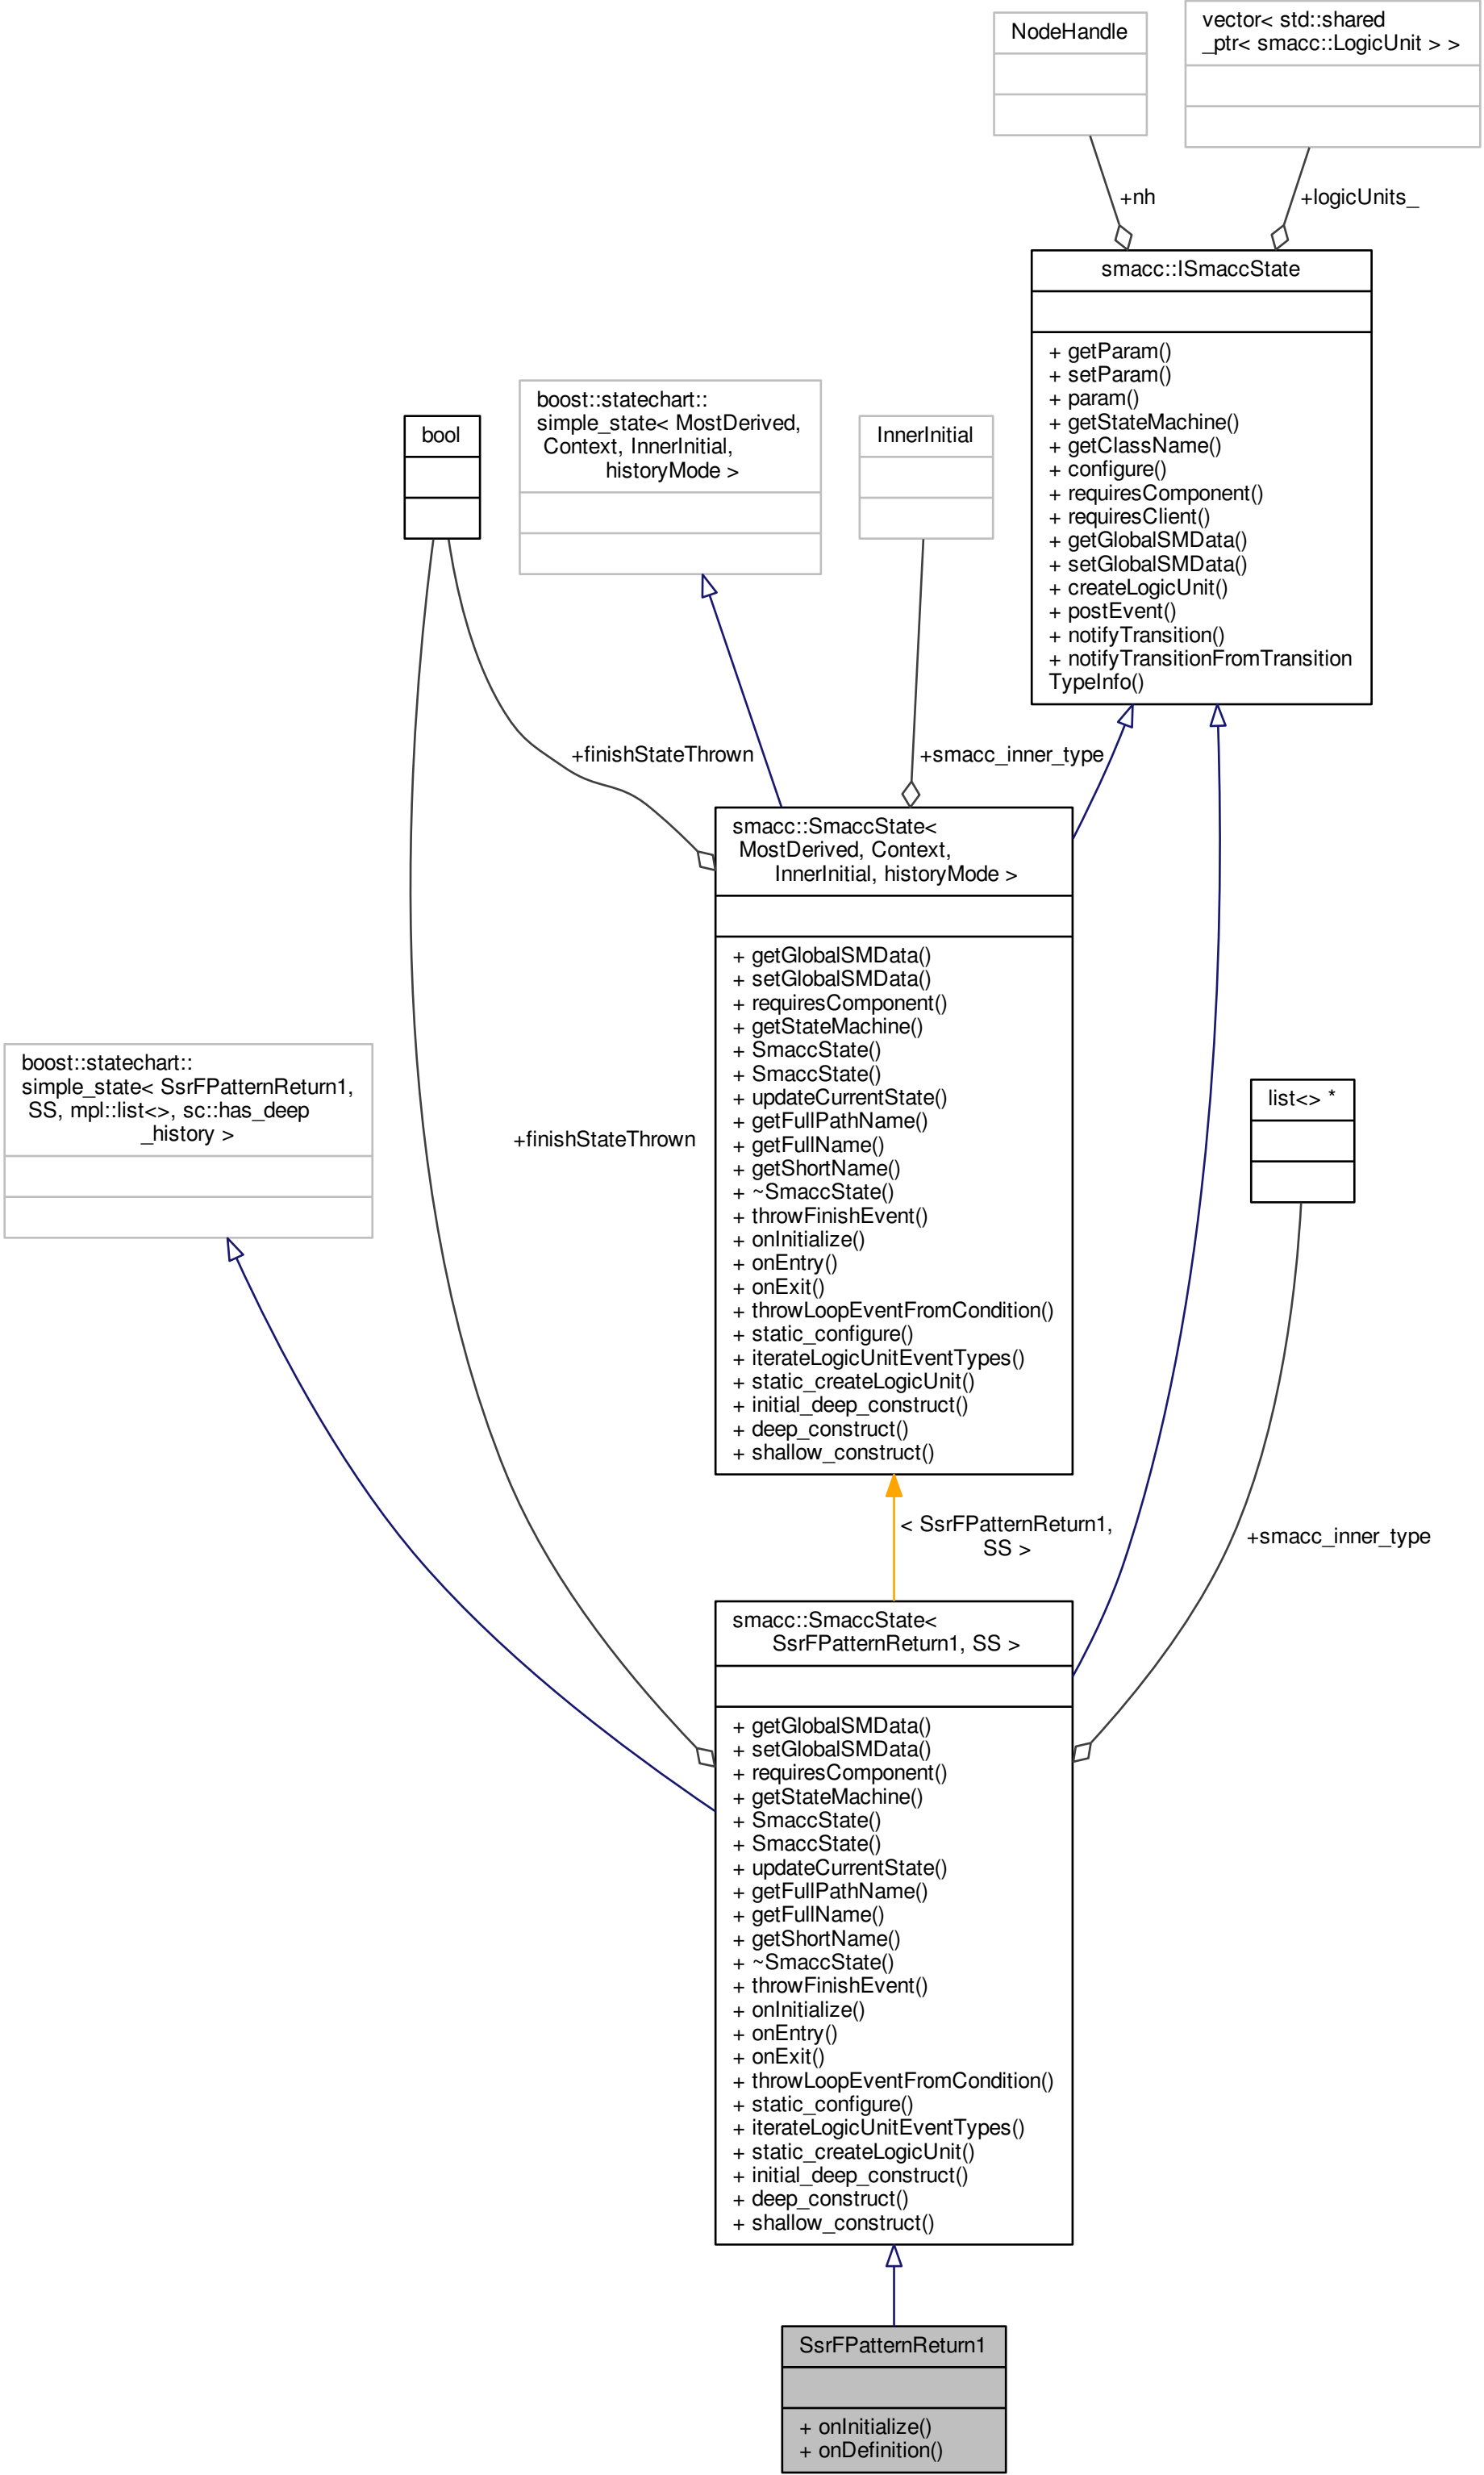 NodeHandle
vector< std::shared
_ptr< smacc::LogicUnit > >
+nh
+logicUnits_
smacc::ISmaccState
+ getParam()
+ setParam()
+ param()
+ getStateMachine()
+ getClassName()
+ configure()
+ requiresComponent()
+ requiresClient()
+ getGlobalSMData()
+ setGlobalSMData()
+ createLogicUnit()
+ postEvent()
+ notifyTransition()
+ notifyTransitionFromTransition
TypeInfo()
bool
boost::statechart::
simple_state< MostDerived,
Context, InnerInitial,
historyMode >
InnerInitial
+finishStateThrown
+smacc_inner_type
smacc::SmaccState<
MostDerived, Context,
InnerInitial, historyMode >
+ getGlobalSMData()
+ setGlobalSMData()
+ requiresComponent()
+ getStateMachine()
+ SmaccState()
+ SmaccState()
+ updateCurrentState()
+ getFullPathName()
+ getFullName()
+ getShortName()
+ ~SmaccState()
+ throwFinishEvent()
+ onInitialize()
+ onEntry()
+ onExit()
+ throwLoopEventFromCondition()
+ static_configure()
+ iterateLogicUnitEventTypes()
+ static_createLogicUnit()
+ initial_deep_construct()
+ deep_construct()
+ shallow_construct()
boost::statechart::
simple_state< SsrFPatternReturn1,
SS, mpl::list<>, sc::has_deep
_history >
+finishStateThrown
list<> *
< SsrFPatternReturn1,
SS >
+smacc_inner_type
smacc::SmaccState<
SsrFPatternReturn1, SS >
+ getGlobalSMData()
+ setGlobalSMData()
+ requiresComponent()
+ getStateMachine()
+ SmaccState()
+ SmaccState()
+ updateCurrentState()
+ getFullPathName()
+ getFullName()
+ getShortName()
+ ~SmaccState()
+ throwFinishEvent()
+ onInitialize()
+ onEntry()
+ onExit()
+ throwLoopEventFromCondition()
+ static_configure()
+ iterateLogicUnitEventTypes()
+ static_createLogicUnit()
+ initial_deep_construct()
+ deep_construct()
+ shallow_construct()
SsrFPatternReturn1
+ onInitialize()
+ onDefinition()